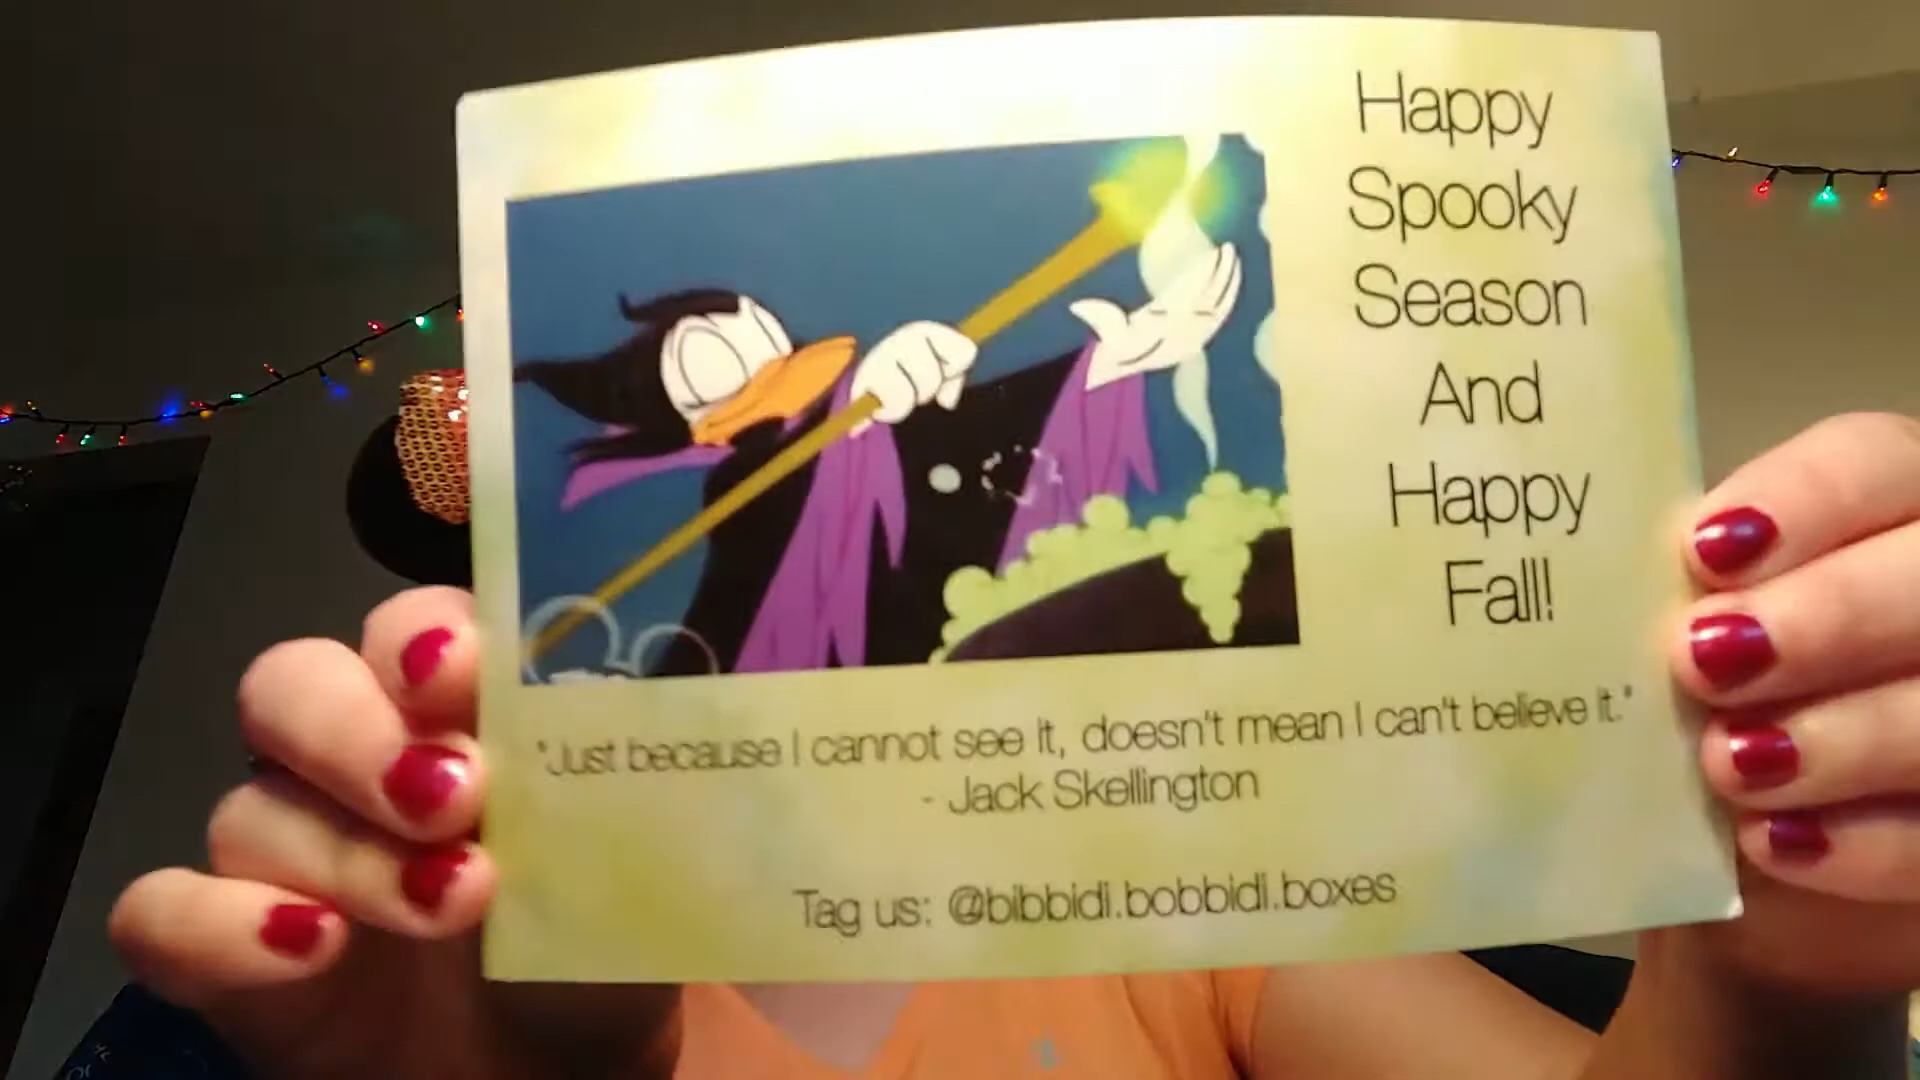 Happy
Spooky
Season
And
Happy
Fall!
"Just because I cannot see it, doesn't mean I can't believe it."
- Jack Skellington
Tag us: @bibbidi.bobbidi.boxes